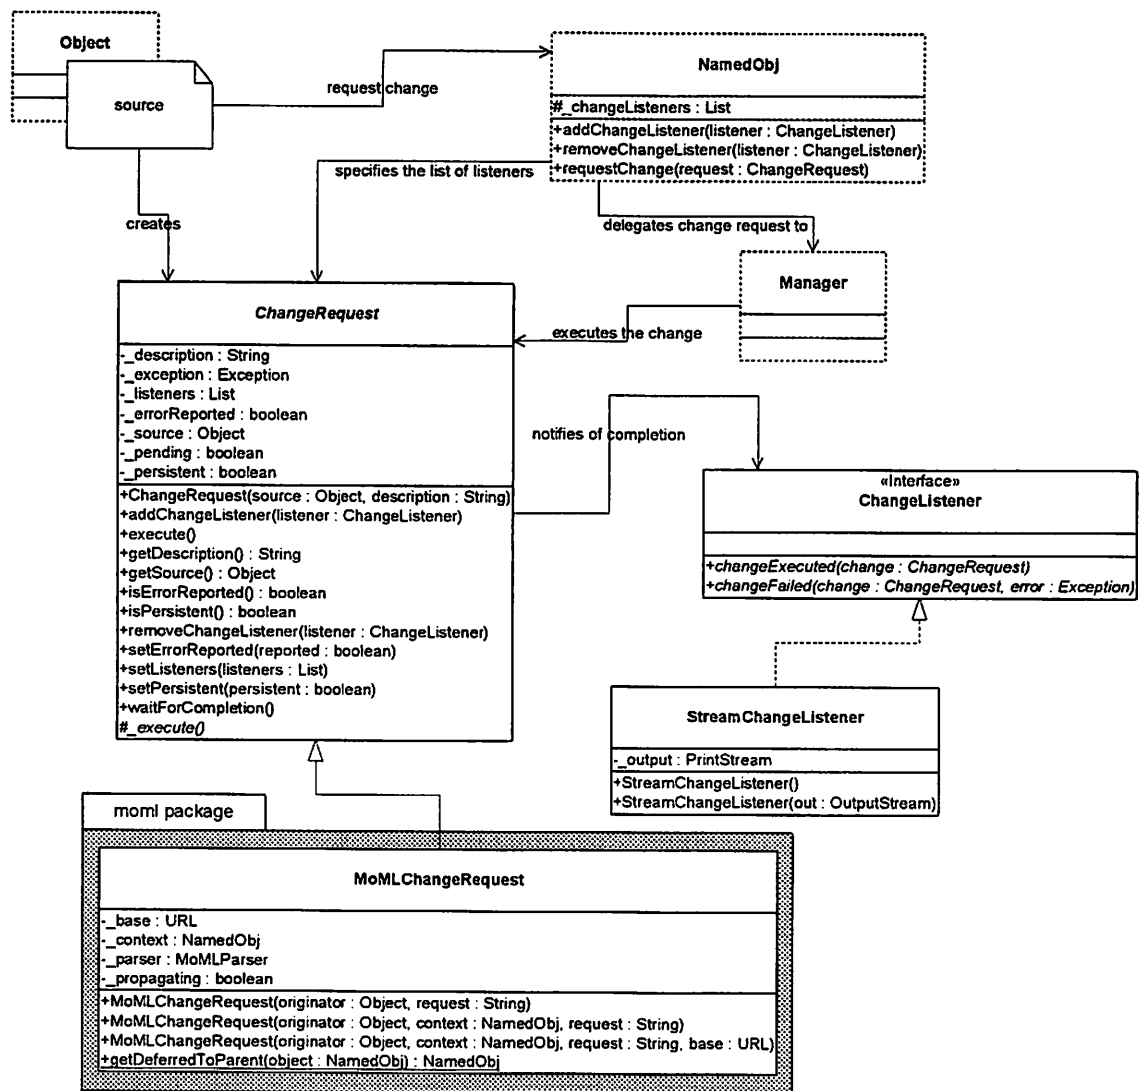 Object
source
request change
NamedObj
#_changeListeners : List
+addChangeListener(listener : ChangeListener)
+removeChangeListener(listener : ChangeListener)
+requestChange(request : ChangeRequest)
specifies the list of listeners
creates
delegates change request to
Manager
executes the change
ChangeRequest
-_description : String
-_exception : Exception
-_listeners : List
-_errorReported : boolean
-_source : Object
-_pending : boolean
-_persistent : boolean
+ChangeRequest(source : Object, description : String)
+addChangeListener(listener : ChangeListener)
+execute()
+getDescription() : String
+getSource() : Object
+isErrorReported() : boolean
+isPersistent() : boolean
+removeChangeListener(listener : ChangeListener)
+setErrorReported(reported : boolean)
+setListeners(listeners : List)
+setPersistent(persistent : boolean)
+waitForCompletion()
#_execute()
notifies of completion
«Interface»
ChangeListener
+changeExecuted(change : ChangeRequest)
+changeFailed(change : ChangeRequest, error : Exception)
StreamChangeListener
-_output : PrintStream
+StreamChangeListener()
+StreamChangeListener(out : OutputStream)
moml package
MoMLChangeRequest
-_base : URL
-_context : NamedObj
-_parser : MoMLParser
-_propagating : boolean
+MoMLChangeRequest(originator : Object, request : String)
+MoMLChangeRequest(originator : Object, context : NamedObj, request : String)
+MoMLChangeRequest(originator : Object, context : NamedObj, request : String, base : URL)
+getDeferredToParent(object : NamedObj) : NamedObj